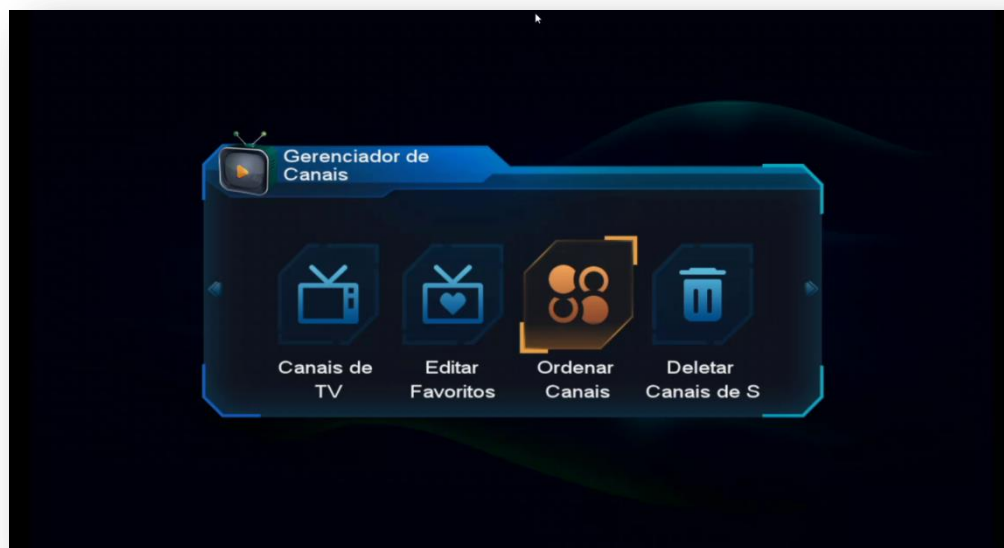 Gerenciador de
Canais
Canais de
TV
Editar
Favoritos
Ordenar
Canais
Deletar
Canais de S